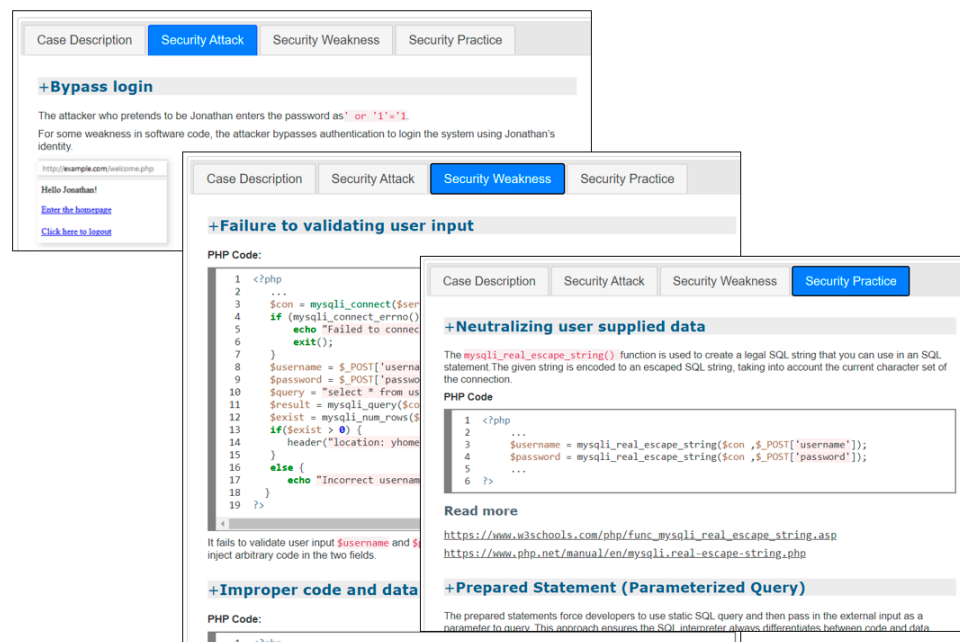 Case Description Security Attack Security Weakness Security Practice
+Bypass login
The attacker who pretends to be Jonathan enters the password as' or '1'='1.
For some weakness in software code, the attacker bypasses authentication to login the system using Jonathan's
identity.
http://example.com/welcome.php
Hello Jonathan!
Enter the homepage
Click here to logout
Case Description Security Attack Security Weakness Security Practice
+Failure to validating user input
PHP Code:
1 <?php
2 ...
3 $con = mysqli_connect($ser
4 if (mysqli_connect_errno()
5 echo "Failed to connec
6 exit();
7 }
8 $username = $_POST['userna
9 $password = $_POST['passwo
10 $query = "select * from us
11 $result = mysqli_query($co
12 $exist = mysqli_num_rows($
13 if($exist > 0) {
14 header("location: yhome
15 }
16 else {
17 echo "Incorrect usernam
18 }
19 ?>
It fails to validate user input $username and $p
inject arbitrary code in the two fields.
+Improper code and data
PHP Code:
1 <?php
Case Description Security Attack Security Weakness Security Practice
+Neutralizing user supplied data
The mysqli_real_escape_string() function is used to create a legal SQL string that you can use in an SQL
statement.The given string is encoded to an escaped SQL string, taking into account the current character set of
the connection.
PHP Code
1 <?php
2 ...
3 $username = mysqli_real_escape_string($con ,$_POST['username']);
4 $password = mysqli_real_escape_string($con ,$_POST['password']);
5 ...
6 ?>
Read more
https://www.w3schools.com/php/func_mysqli_real_escape_string.asp
https://www.php.net/manual/en/mysqli.real-escape-string.php
+Prepared Statement (Parameterized Query)
The prepared statements force developers to use static SQL query and then pass in the external input as a
parameter to query. This approach ensures the SQL interpreter always differentiates between code and data